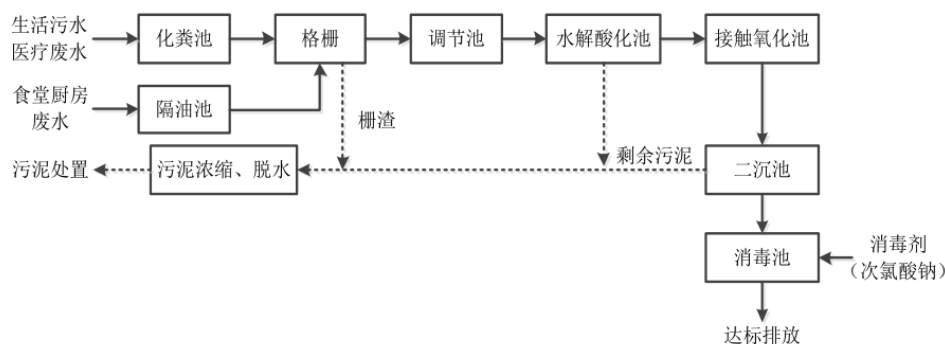 生活污水
医疗废水
化粪池
格栅
调节池
水解酸化池
接触氧化池
食堂厨房
废水
隔油池
栅渣
剩余污泥
污泥处置
污泥浓缩、脱水
二沉池
消毒池
消毒剂
（次氯酸钠）
达标排放